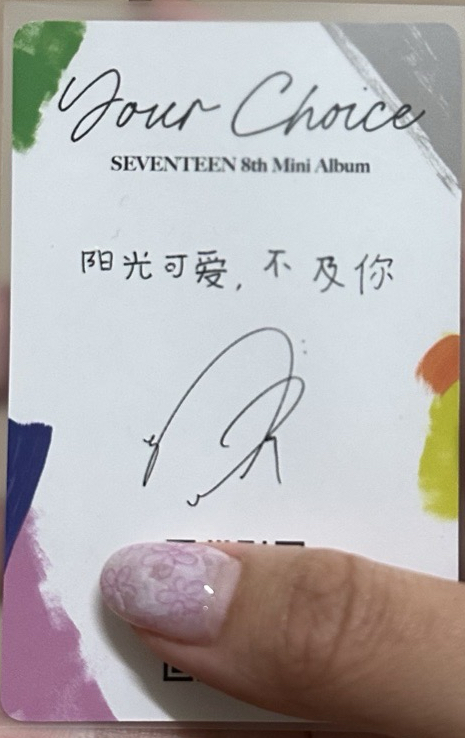 Your Choice
SEVENTEEN 8th Mini Album
阳光可爱, 不及你